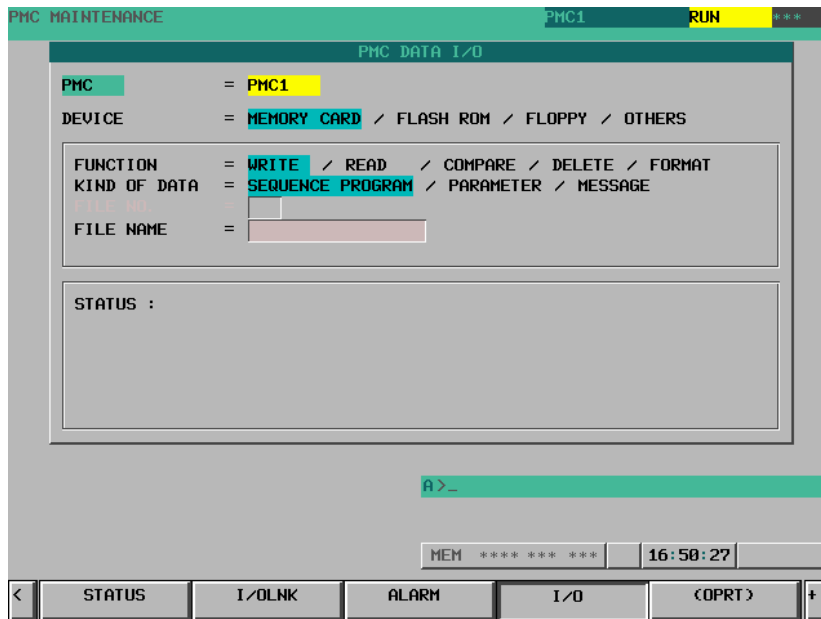 PMC MAINTENANCE PMC1 RUN ***
PMC DATA I/O
PMC = PMC1
DEVICE = MEMORY CARD / FLASH ROM / FLOPPY / OTHERS
FUNCTION = WRITE / READ / COMPARE / DELETE / FORMAT
KIND OF DATA = SEQUENCE PROGRAM / PARAMETER / MESSAGE
FILE NO. =
FILE NAME =
STATUS :
A>_
MEM **** *** *** 16:50:27
< STATUS I/OLNK ALARM I/O (OPRT) +